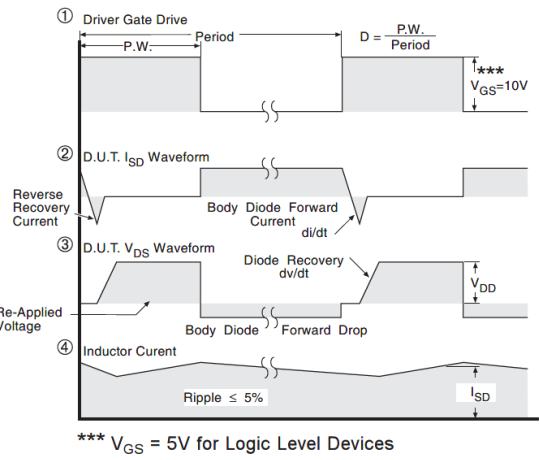 ① Driver Gate Drive
P.W.
Period
D = P.W.
Period
***
VGS=10V
② D.U.T. ISD Waveform
Reverse
Recovery
Current
Body Diode Forward
Current
di/dt
③ D.U.T. VDS Waveform
Diode Recovery
dv/dt
VDD
Re-Applied
Voltage
Body Diode Forward Drop
④ Inductor Curent
Ripple ≤ 5%
ISD
*** VGS = 5V for Logic Level Devices